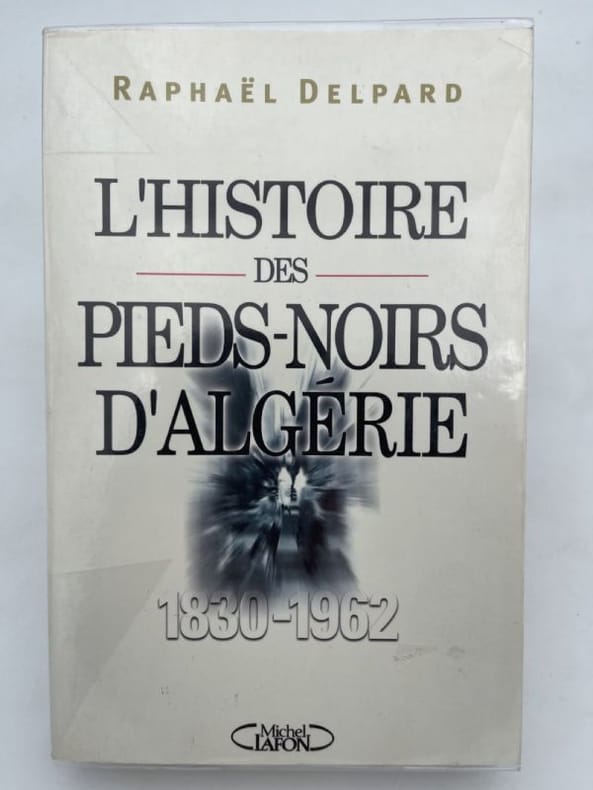 RAPHAËL DELPARD
L'HISTOIRE
DES
PIEDS-NOIRS
D'ALGÉRIE
1830-1962
Michel
LAFON